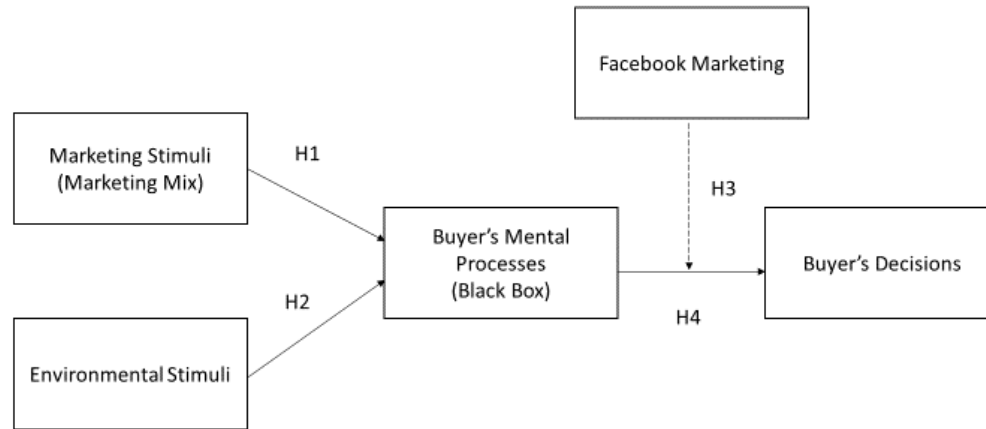 Facebook Marketing
Marketing Stimuli
(Marketing Mix)
H1
H3
Buyer's Mental
Processes
(Black Box)
Buyer's Decisions
H2
H4
Environmental Stimuli